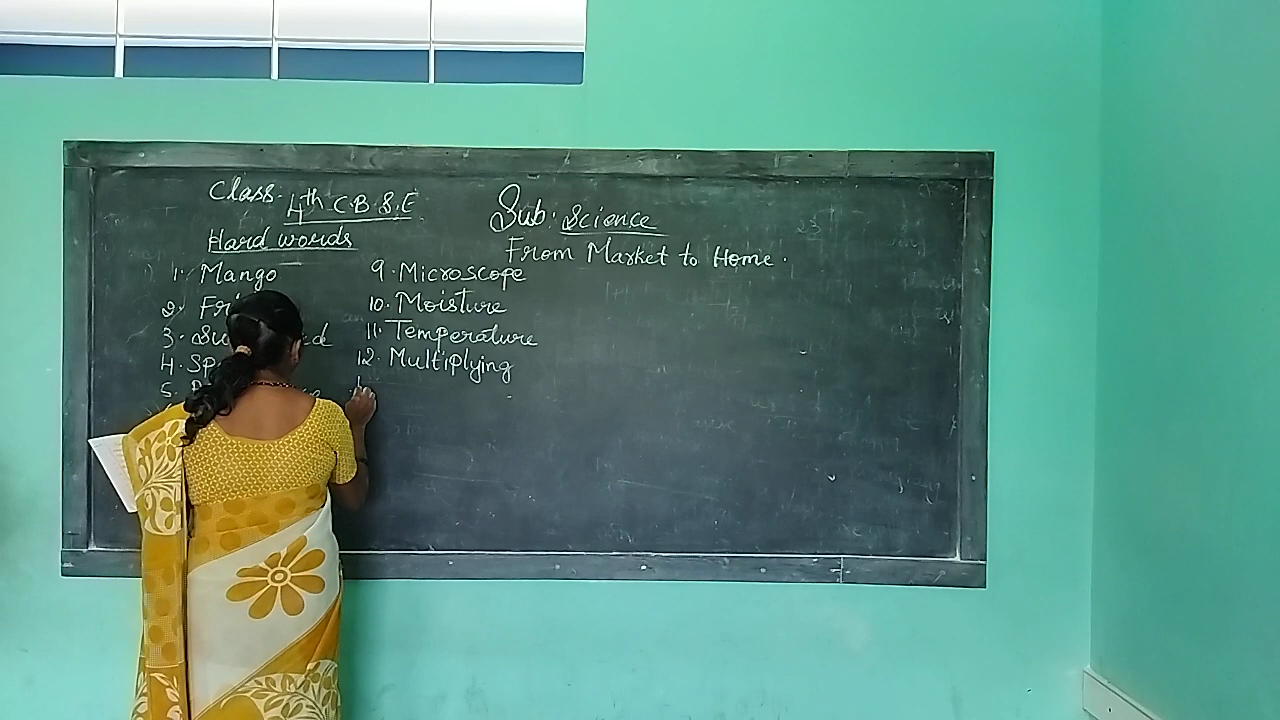 Class: 4th C.B.S.E
Hard words
1. Mango
2.
3.
4.
5.
Sub: Science
From Market to Home.
9. Microscope
10. Moisture
11. Temperature
12. Multiplying